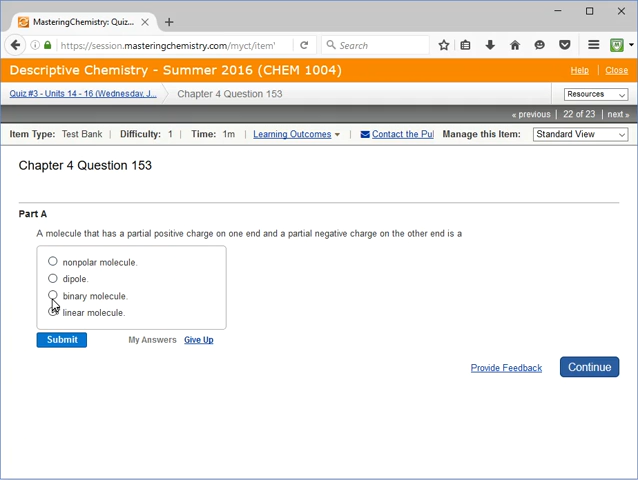 MasteringChemistry: Quiz...
https://session.masteringchemistry.com/myct/item'
Search
Descriptive Chemistry - Summer 2016 (CHEM 1004)
Help | Close
Quiz #3 - Units 14 - 16 (Wednesday, J...
Chapter 4 Question 153
Resources
« previous | 22 of 23 | next »
Item Type: Test Bank | Difficulty: 1 | Time: 1m | Learning Outcomes
Contact the Pul
Manage this Item: Standard View
Chapter 4 Question 153
Part A
A molecule that has a partial positive charge on one end and a partial negative charge on the other end is a
nonpolar molecule.
dipole.
binary molecule.
linear molecule.
Submit
My Answers Give Up
Provide Feedback
Continue